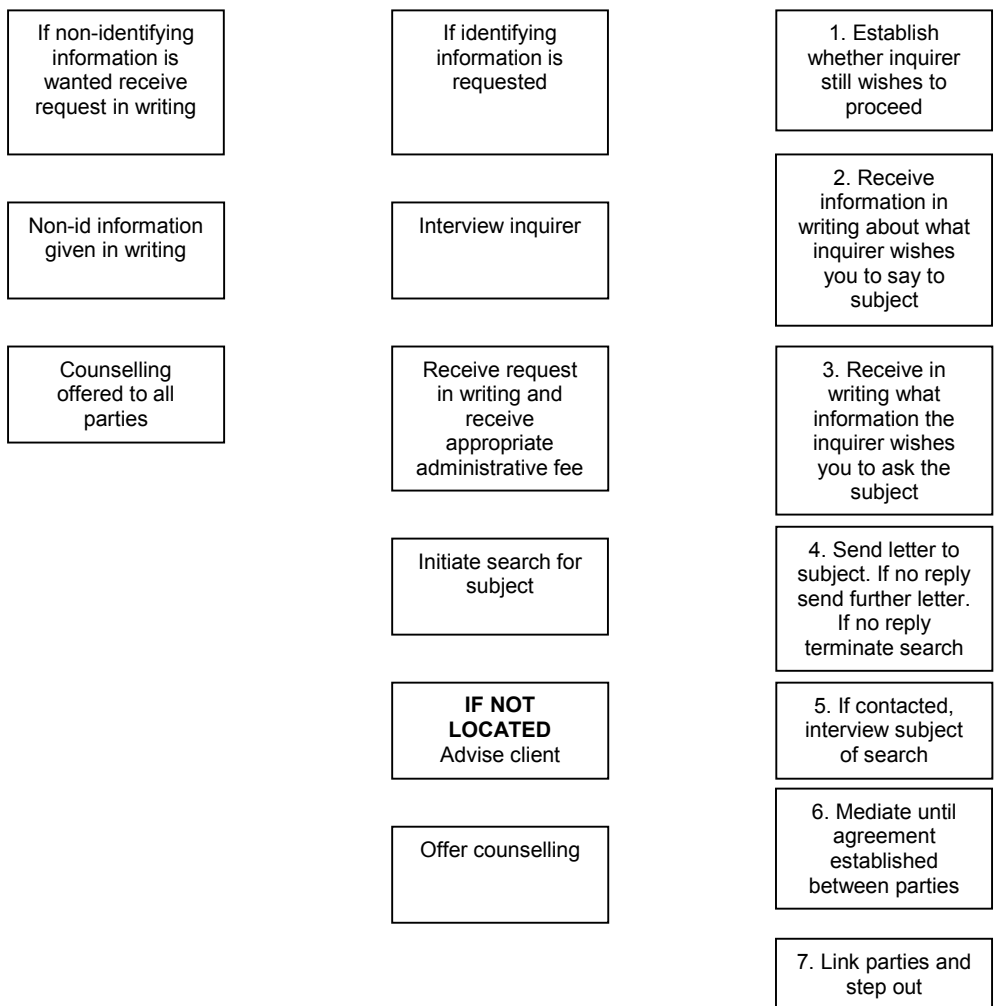 If non-identifying
information is
wanted receive
request in writing
Non-id information
given in writing
Counselling
offered to all
parties
If identifying
information is
requested
Interview inquirer
Receive request
in writing and
receive
appropriate
administrative fee
Initiate search for
subject
IF NOT
LOCATED
Advise client
Offer counselling
1. Establish
whether inquirer
still wishes to
proceed
2. Receive
information in
writing about what
inquirer wishes
you to say to
subject
3. Receive in
writing what
information the
inquirer wishes
you to ask the
subject
4. Send letter to
subject. If no reply
send further letter.
If no reply
terminate search
5. If contacted,
interview subject
of search
6. Mediate until
agreement
established
between parties
7. Link parties and
step out